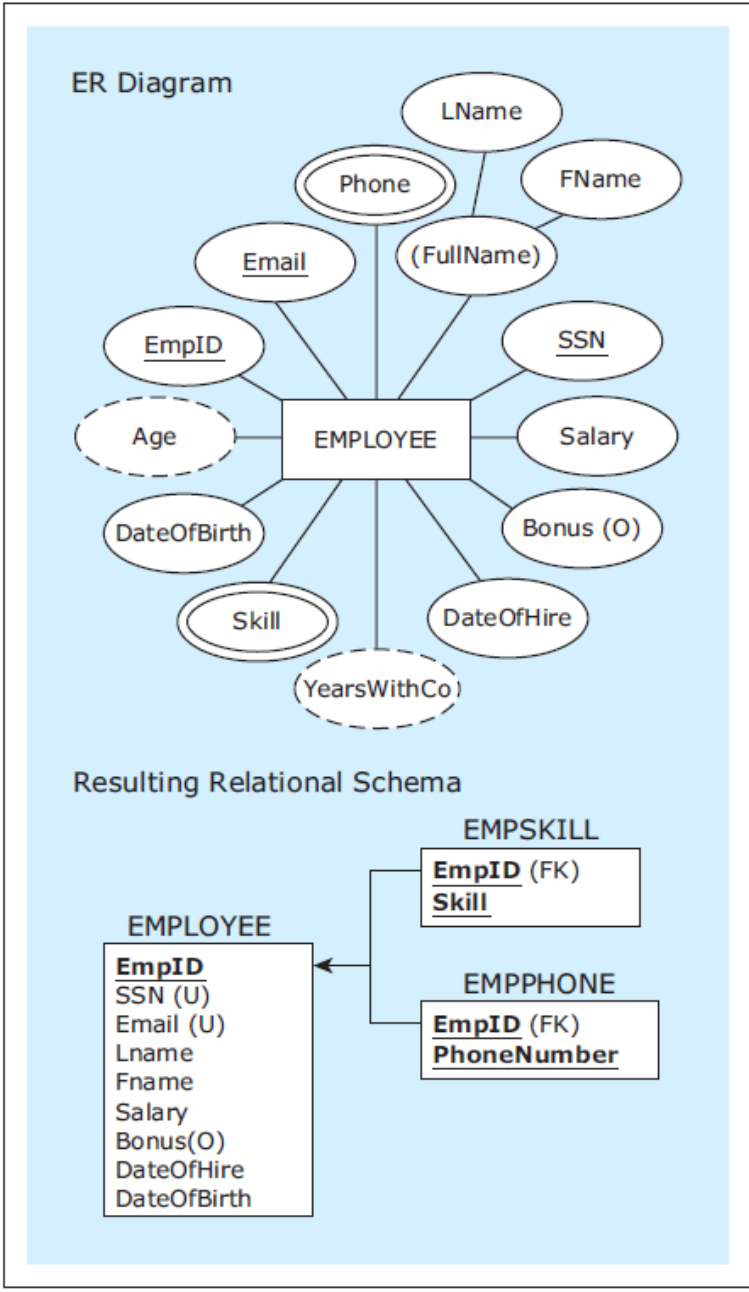 ER Diagram
LName
Phone
FName
(FullName)
Email
SSN
EmpID
Age
EMPLOYEE
Salary
DateOfBirth
Bonus (O)
Skill
DateOfHire
YearsWithCo
Resulting Relational Schema
EMPSKILL
EmpID (FK)
Skill
EMPLOYEE
EmpID
SSN (U)
Email (U)
Lname
Fname
Salary
Bonus(O)
DateOfHire
DateOfBirth
EMPPHONE
EmpID (FK)
PhoneNumber